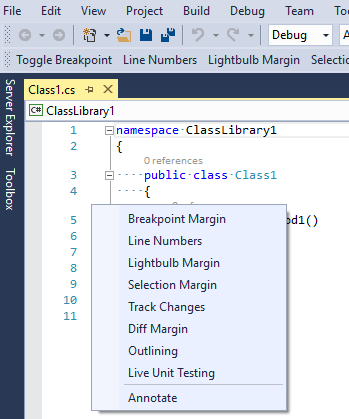 File Edit View Project Build Debug Team Tools
Debug
Toggle Breakpoint Line Numbers Lightbulb Margin
Class1.cs
C# ClassLibrary1
1 namespace ClassLibrary1
2 {
0 references
3 public class Class1
4 {
5 od1()
6
7
8
9
10
11
Breakpoint Margin
Line Numbers
Lightbulb Margin
Selection Margin
Track Changes
Diff Margin
Outlining
Live Unit Testing
Annotate
Server Explorer
Toolbox